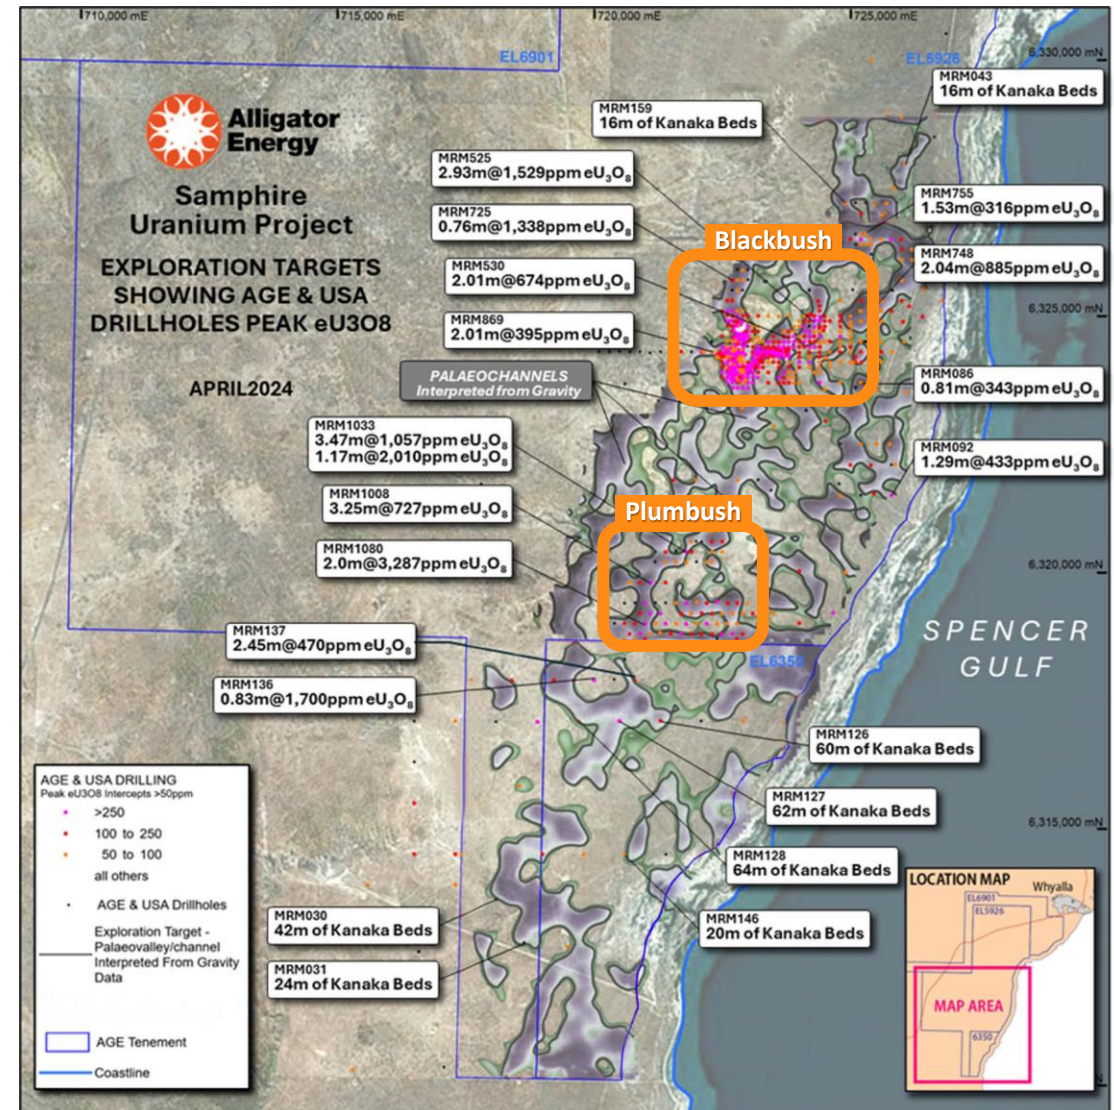 710,000 mE
715,000 mE
720,000 mE
725,000 mE
6,330,000 mN
EL6901
EL5926
Alligator
Energy
Samphire
Uranium Project
EXPLORATION TARGETS
SHOWING AGE & USA
DRILLHOLES PEAK eU3O8
APRIL2024
MRM043
16m of Kanaka Beds
MRM159
16m of Kanaka Beds
MRM525
2.93m@1,529ppm eU₃O₈
MRM755
1.53m@316ppm eU₃O₈
MRM725
0.76m@1,338ppm eU₃O₈
Blackbush
MRM748
2.04m@885ppm eU₃O₈
MRM530
2.01m@674ppm eU₃O₈
6,325,000 mN
MRM869
2.01m@395ppm eU₃O₈
PALAEOCHANNELS
Interpreted from Gravity
MRM086
0.81m@343ppm eU₃O₈
MRM1033
3.47m@1,057ppm eU₃O₈
1.17m@2,010ppm eU₃O₈
MRM092
1.29m@433ppm eU₃O₈
MRM1008
3.25m@727ppm eU₃O₈
Plumbush
MRM1080
2.0m@3,287ppm eU₃O₈
6,320,000 mN
SPENCER
GULF
MRM137
2.45m@470ppm eU₃O₈
EL6350
MRM136
0.83m@1,700ppm eU₃O₈
MRM126
60m of Kanaka Beds
MRM127
62m of Kanaka Beds
6,315,000 mN
MRM128
64m of Kanaka Beds
MRM146
20m of Kanaka Beds
MRM030
42m of Kanaka Beds
MRM031
24m of Kanaka Beds
AGE & USA DRILLING
Peak eU3O8 Intercepts >50ppm
>250
100 to 250
50 to 100
all others
AGE & USA Drillholes
Exploration Target -
Palaeovalley/channel
Interpreted From Gravity
Data
AGE Tenement
Coastline
LOCATION MAP
Whyalla
EL6901
EL5926
MAP AREA
6350